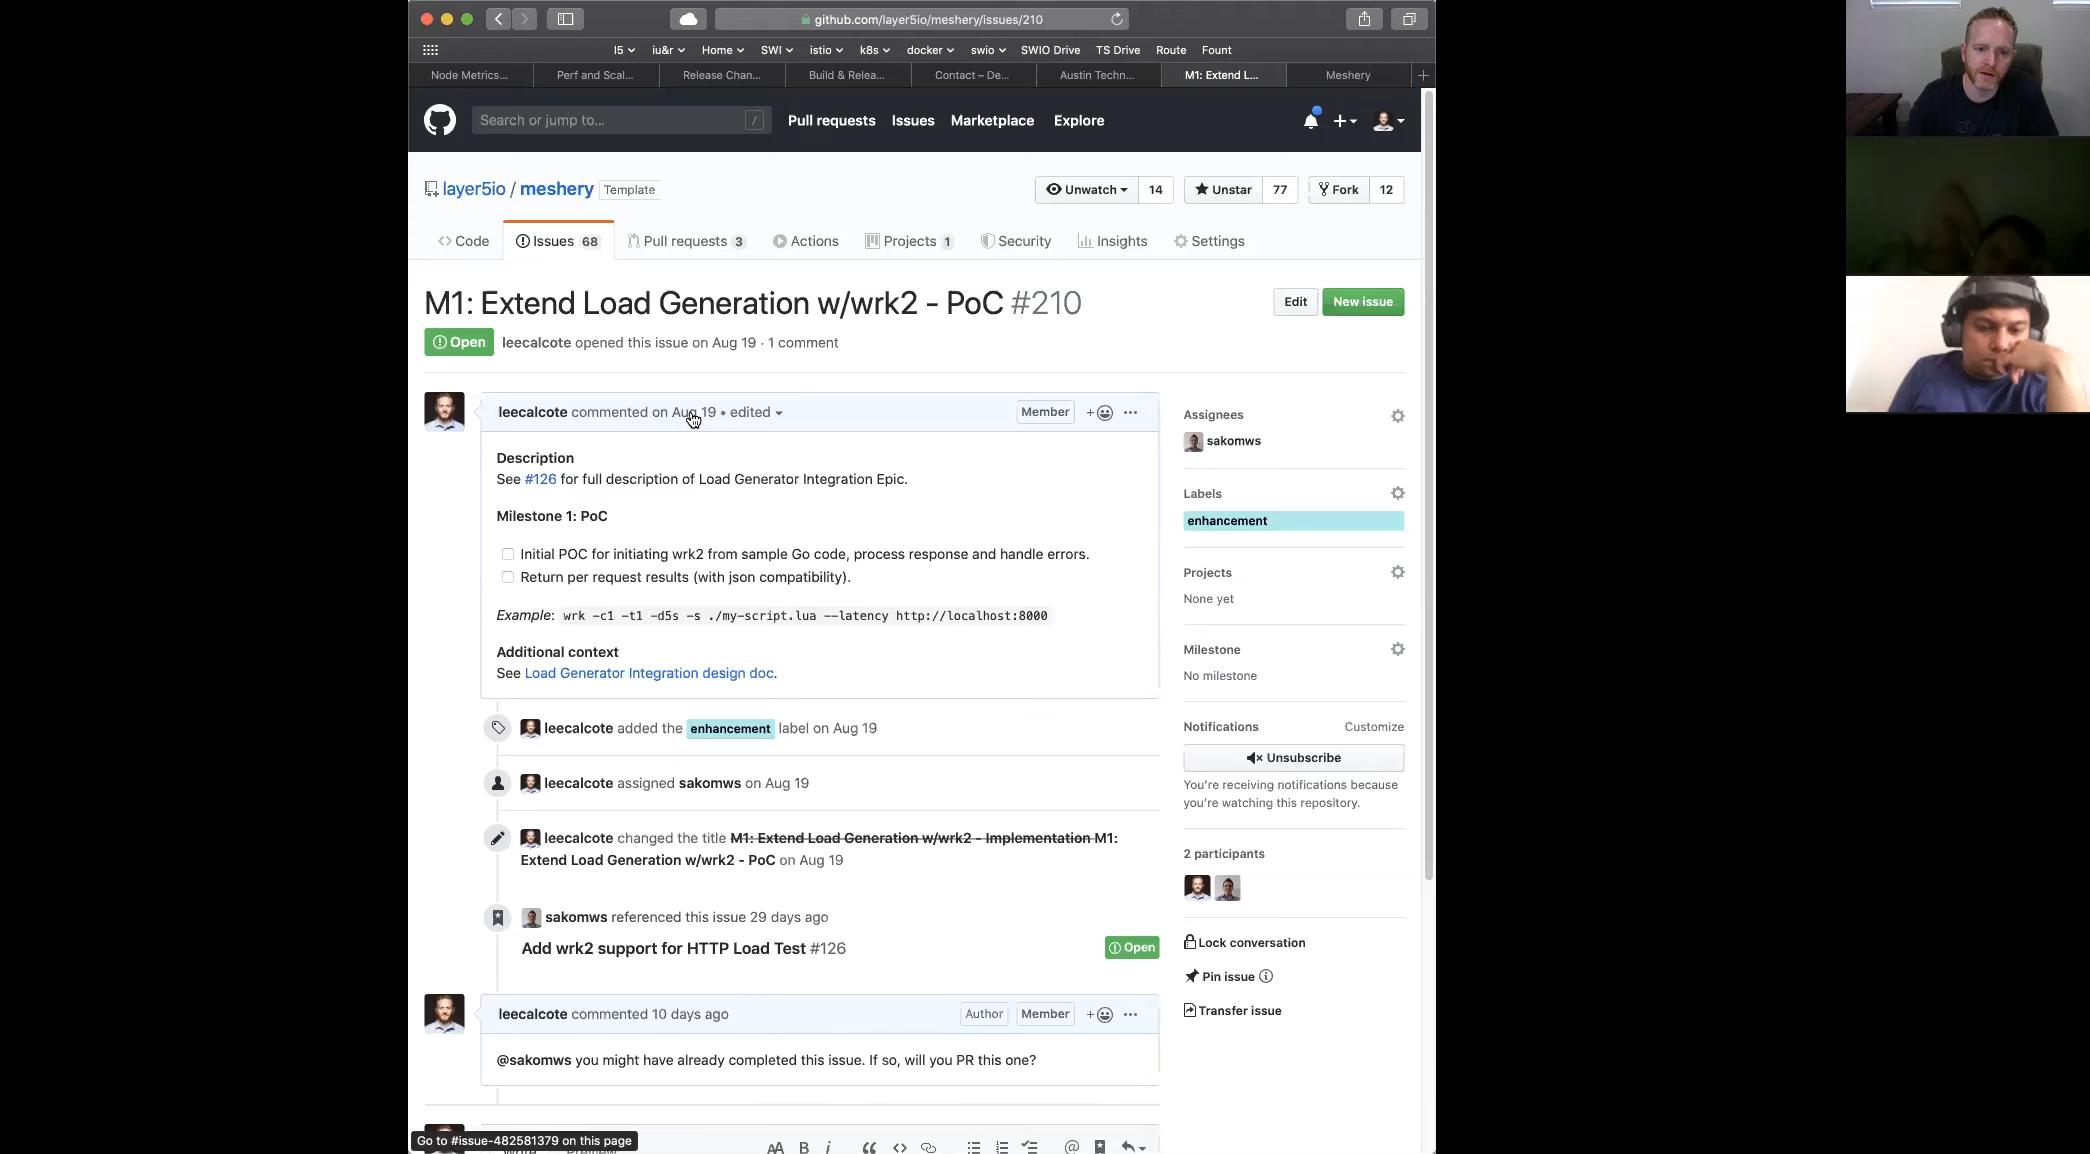 github.com/layer5io/meshery/issues/210
l5 iu&r Home SWI istio k8s docker swio SWIO Drive TS Drive Route Fount
Node Metrics... Perf and Scal... Release Chan... Build & Relea... Contact – De... Austin Techn... M1: Extend L... Meshery
Search or jump to... / Pull requests Issues Marketplace Explore
layer5io / meshery Template Unwatch 14 Unstar 77 Fork 12
Code Issues 68 Pull requests 3 Actions Projects 1 Security Insights Settings
M1: Extend Load Generation w/wrk2 - PoC #210 Edit New issue
Open leecalcote opened this issue on Aug 19 · 1 comment
leecalcote commented on Aug 19 • edited Member
Description
See #126 for full description of Load Generator Integration Epic.
Milestone 1: PoC
Initial POC for initiating wrk2 from sample Go code, process response and handle errors.
Return per request results (with json compatibility).
Example: wrk -c1 -t1 -d5s -s ./my-script.lua --latency http://localhost:8000
Additional context
See Load Generator Integration design doc.
leecalcote added the enhancement label on Aug 19
leecalcote assigned sakomws on Aug 19
leecalcote changed the title M1: Extend Load Generation w/wrk2 - Implementation M1:
Extend Load Generation w/wrk2 - PoC on Aug 19
sakomws referenced this issue 29 days ago
Add wrk2 support for HTTP Load Test #126 Open
leecalcote commented 10 days ago Author Member
@sakomws you might have already completed this issue. If so, will you PR this one?
Assignees
sakomws
Labels
enhancement
Projects
None yet
Milestone
No milestone
Notifications Customize
Unsubscribe
You're receiving notifications because
you're watching this repository.
2 participants
Lock conversation
Pin issue
Transfer issue
Go to #issue-482581379 on this page
AA B i